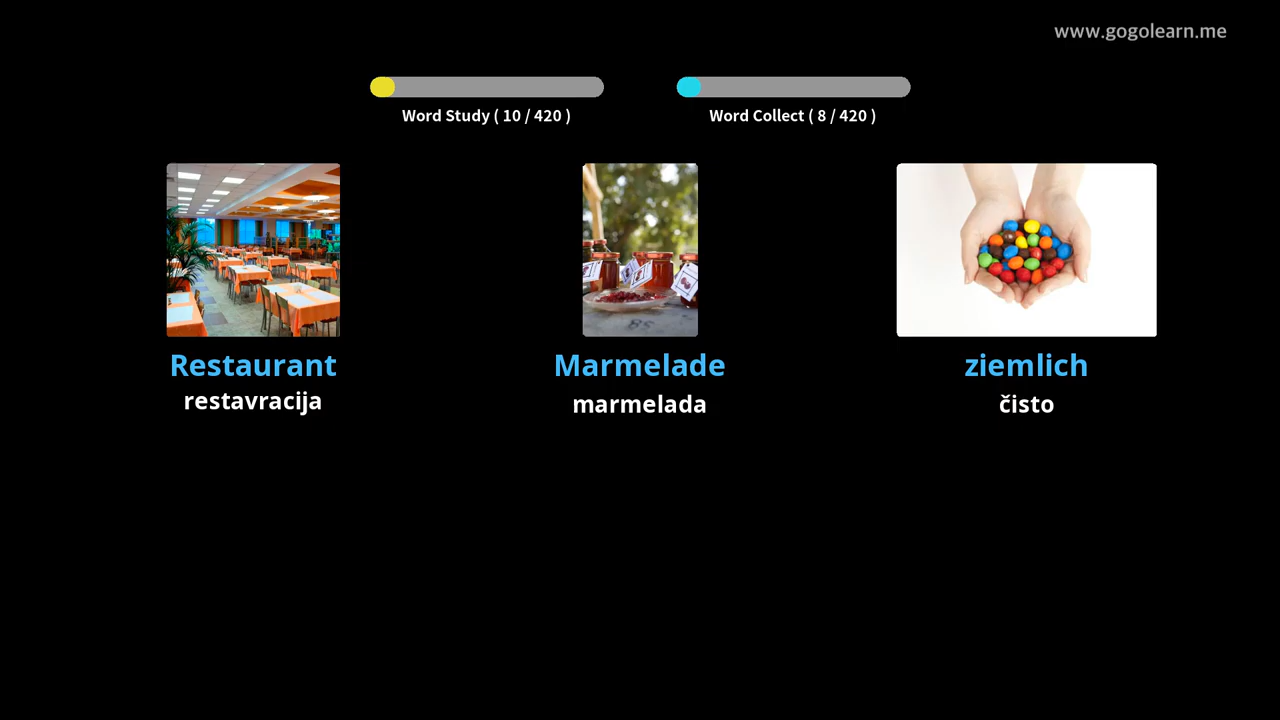 www.gogolearn.me
Word Study ( 10 / 420 )
Word Collect ( 8 / 420 )
Restaurant
restavracija
Marmelade
marmelada
ziemlich
čisto